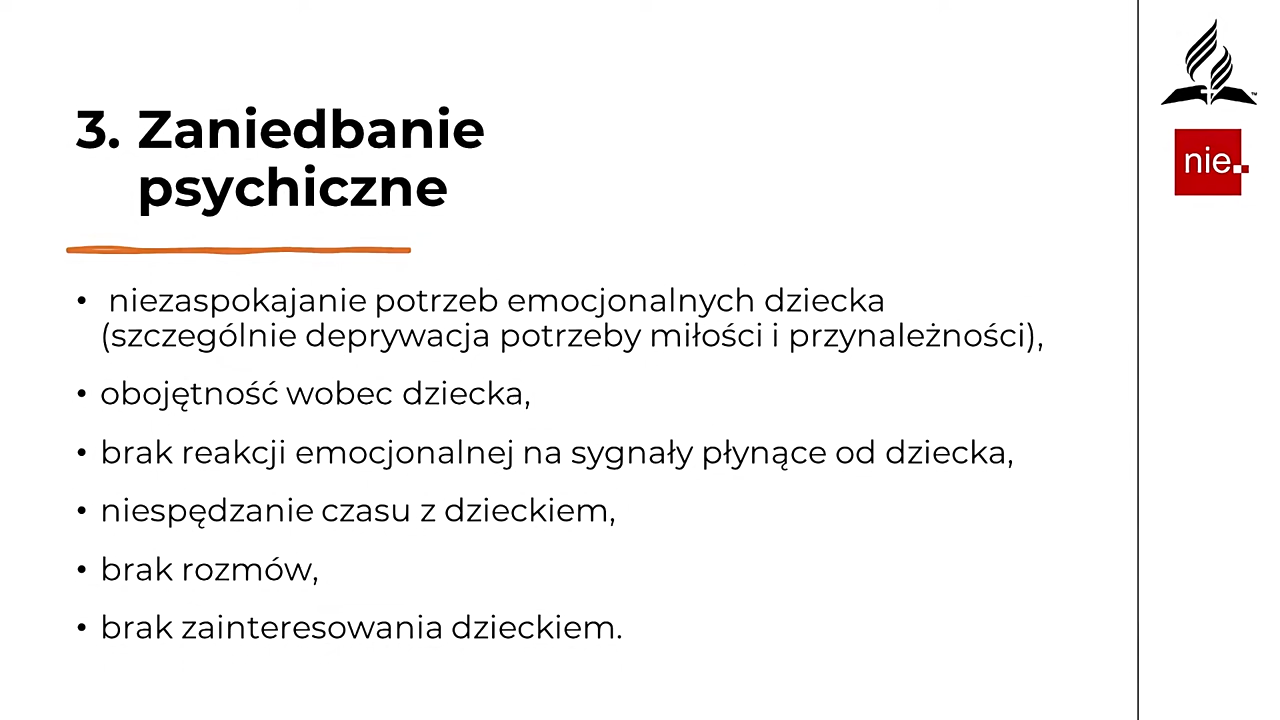 3. Zaniedbanie
psychiczne
• niezaspokajanie potrzeb emocjonalnych dziecka
(szczególnie deprywacja potrzeby miłości i przynależności),
• obojętność wobec dziecka,
• brak reakcji emocjonalnej na sygnały płynące od dziecka,
• niespędzanie czasu z dzieckiem,
• brak rozmów,
• brak zainteresowania dzieckiem.
™
nie.